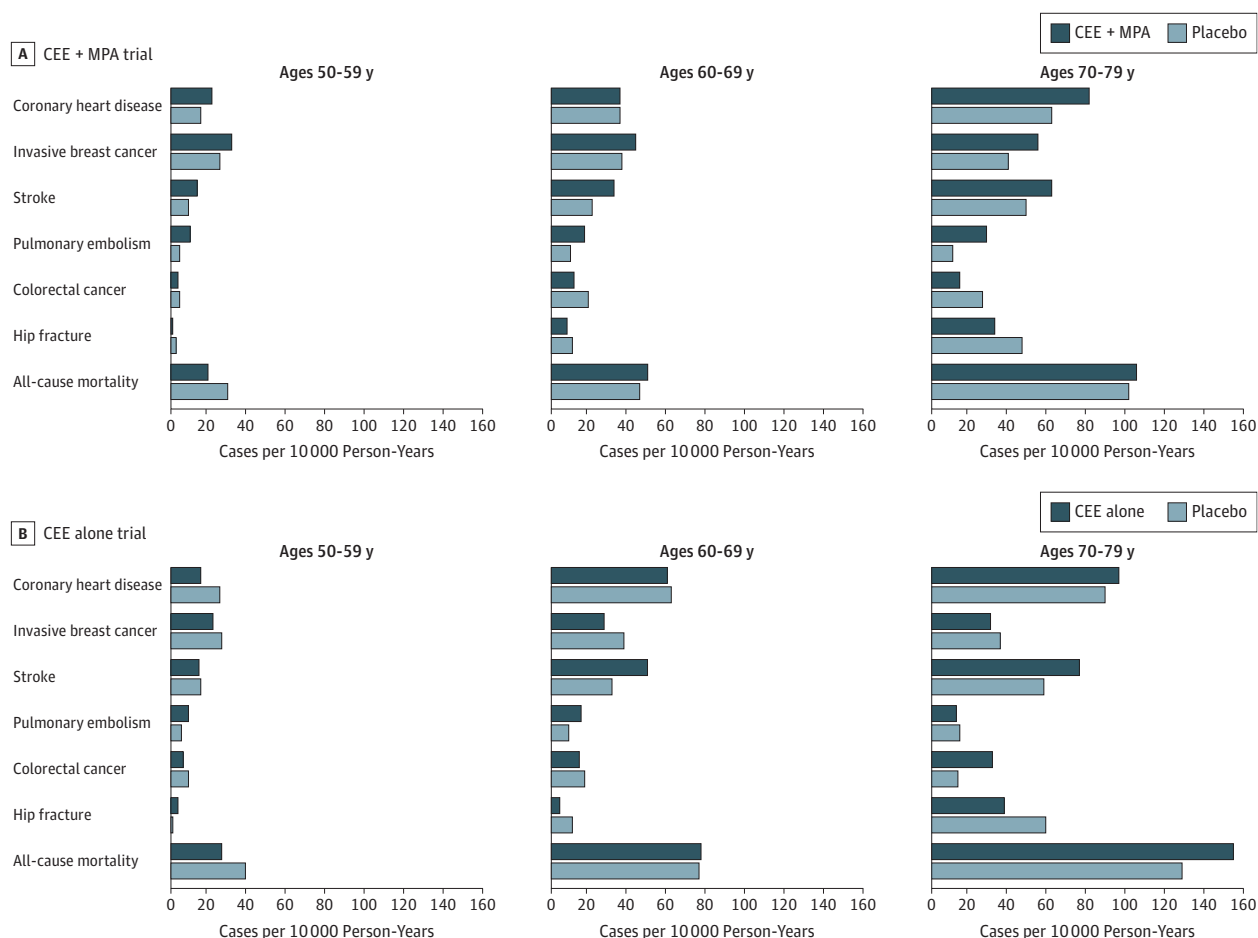 CEE + MPA Placebo
A CEE + MPA trial
Ages 50-59 y Ages 60-69 y Ages 70-79 y
Coronary heart disease
Invasive breast cancer
Stroke
Pulmonary embolism
Colorectal cancer
Hip fracture
All-cause mortality
0 20 40 60 80 100 120 140 160 0 20 40 60 80 100 120 140 160 0 20 40 60 80 100 120 140 160
Cases per 10 000 Person-Years Cases per 10 000 Person-Years Cases per 10 000 Person-Years
CEE alone Placebo
B CEE alone trial
Ages 50-59 y Ages 60-69 y Ages 70-79 y
Coronary heart disease
Invasive breast cancer
Stroke
Pulmonary embolism
Colorectal cancer
Hip fracture
All-cause mortality
0 20 40 60 80 100 120 140 160 0 20 40 60 80 100 120 140 160 0 20 40 60 80 100 120 140 160
Cases per 10 000 Person-Years Cases per 10 000 Person-Years Cases per 10 000 Person-Years